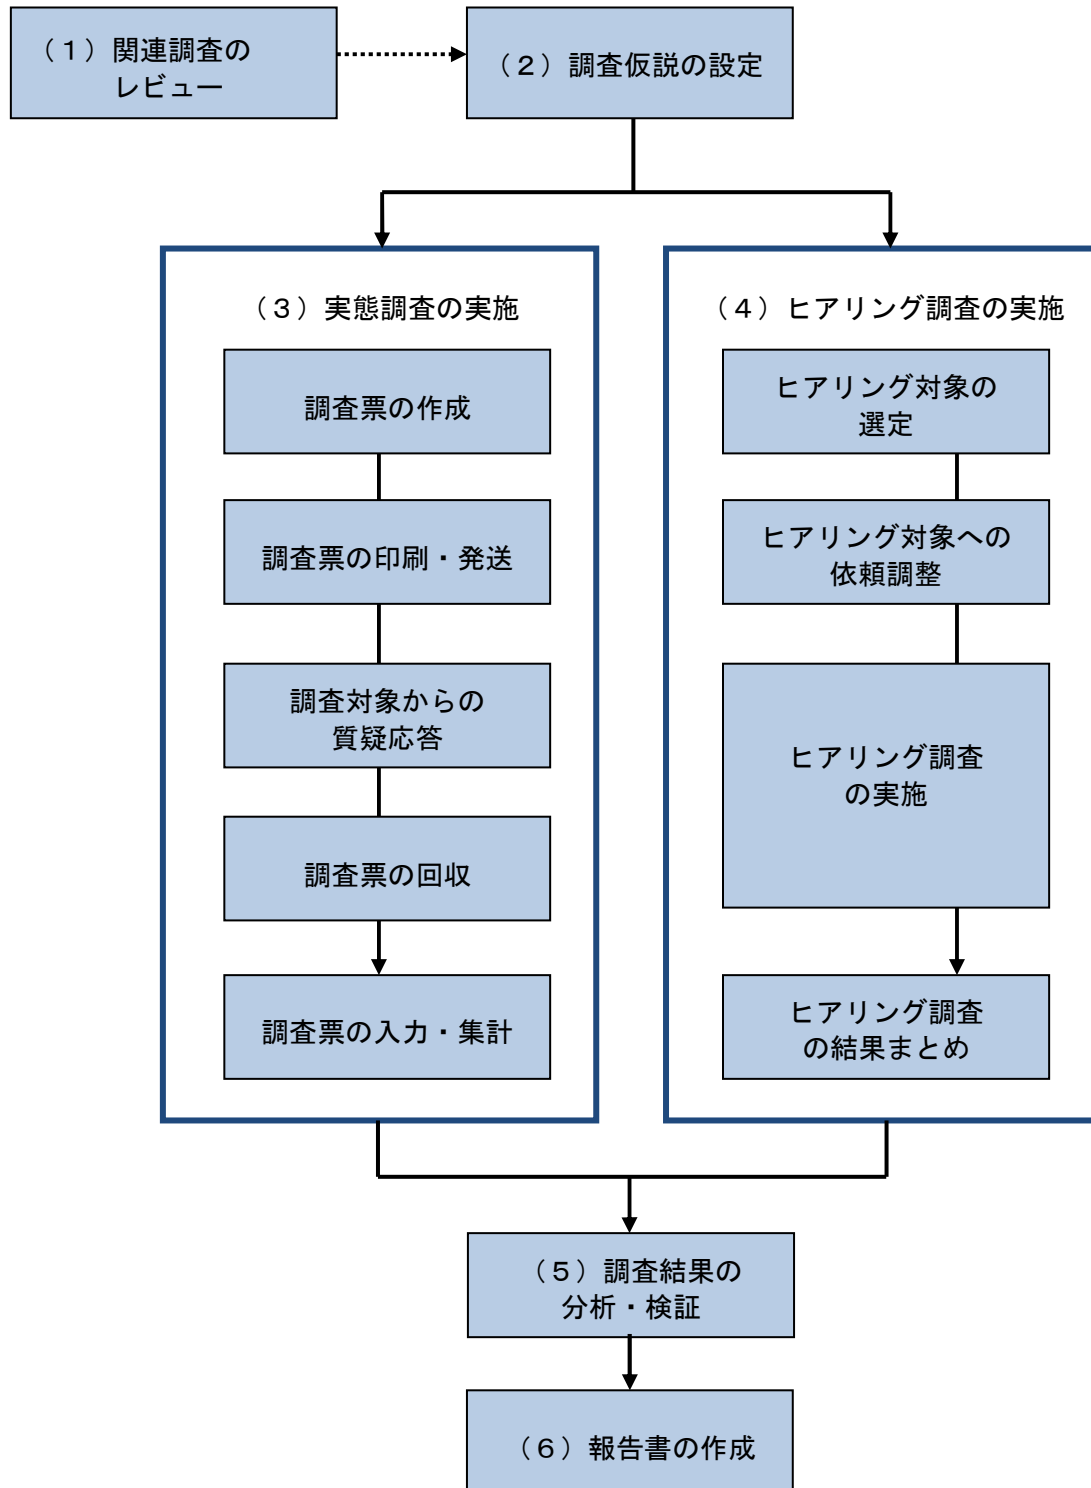 （１）関連調査の
レビュー
（２）調査仮説の設定
（３）実態調査の実施
調査票の作成
調査票の印刷・発送
調査対象からの
質疑応答
調査票の回収
調査票の入力・集計
（４）ヒアリング調査の実施
ヒアリング対象の
選定
ヒアリング対象への
依頼調整
ヒアリング調査
の実施
ヒアリング調査
の結果まとめ
（５）調査結果の
分析・検証
（６）報告書の作成